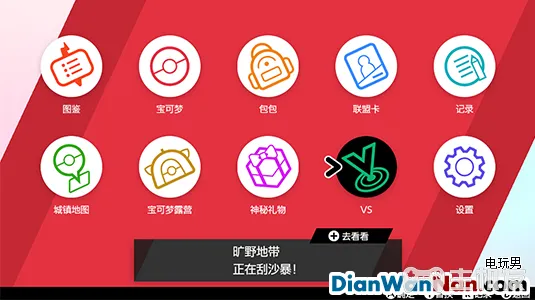 图鉴
宝可梦
包包
联盟卡
记录
城镇地图
宝可梦露营
神秘礼物
VS
设置
去看看
旷野地带
正在刮沙暴！
电玩男
DianWanNan.com